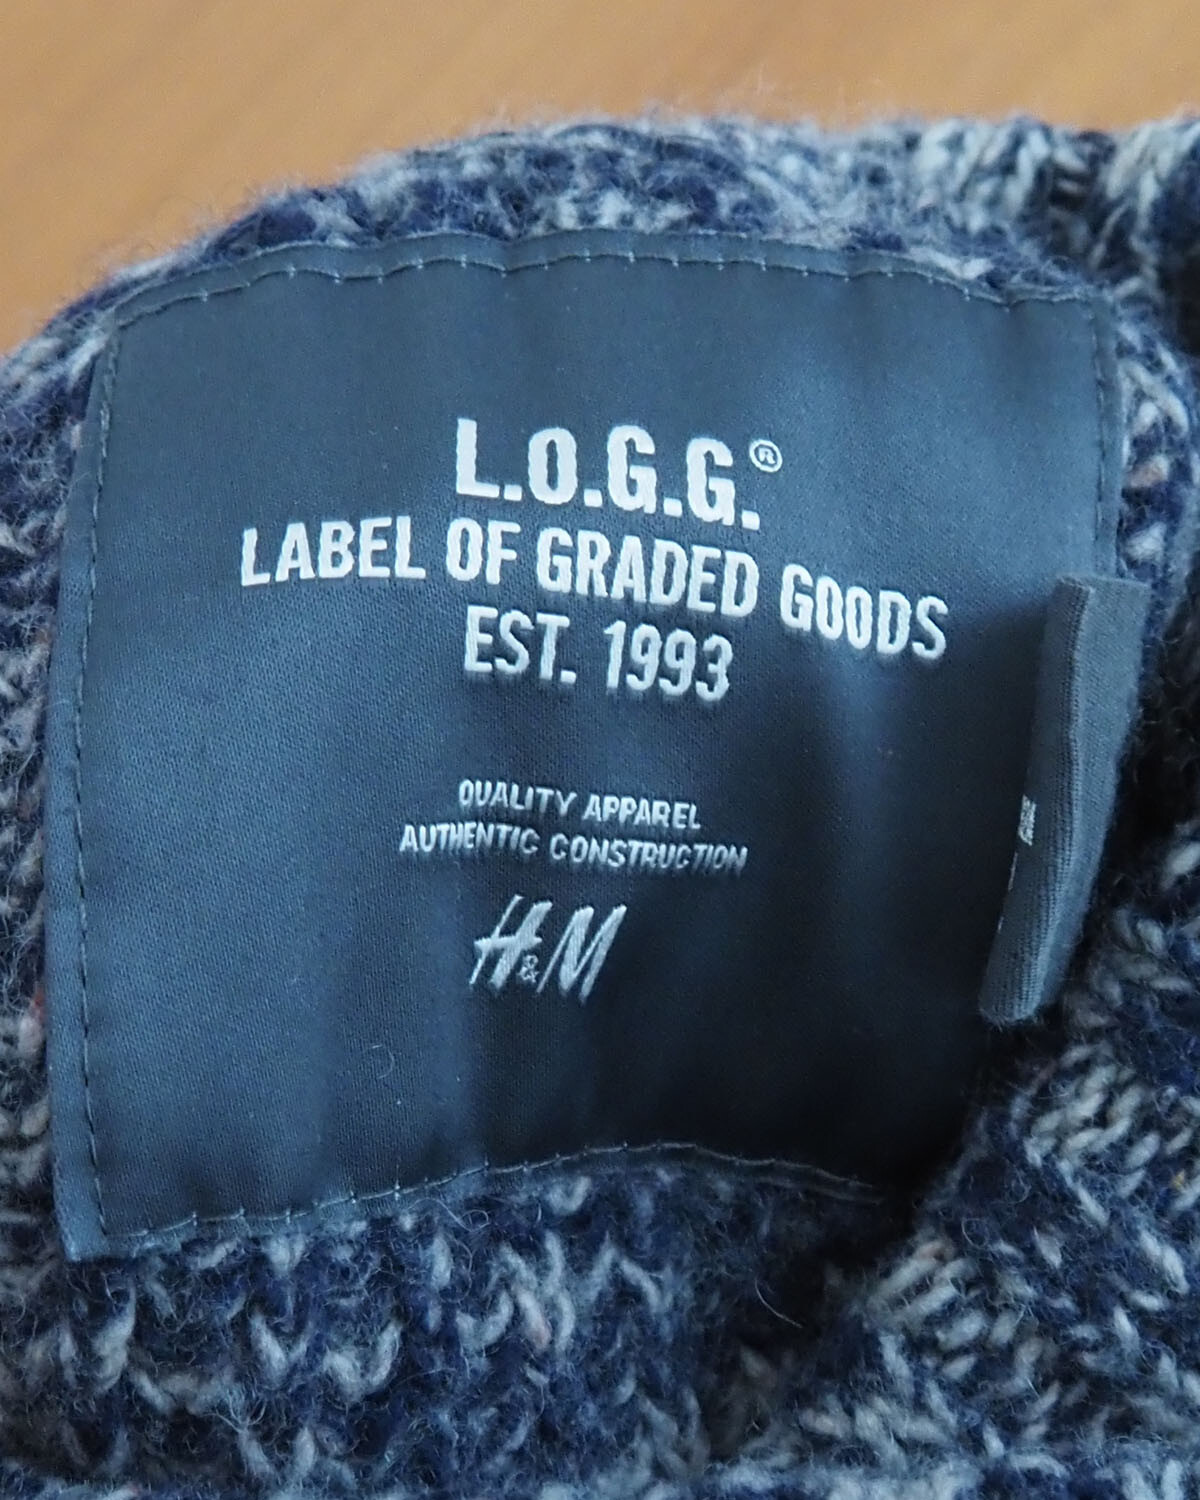 L.O.G.G.®
LABEL OF GRADED GOODS
EST. 1993
QUALITY APPAREL
AUTHENTIC CONSTRUCTION
H&M